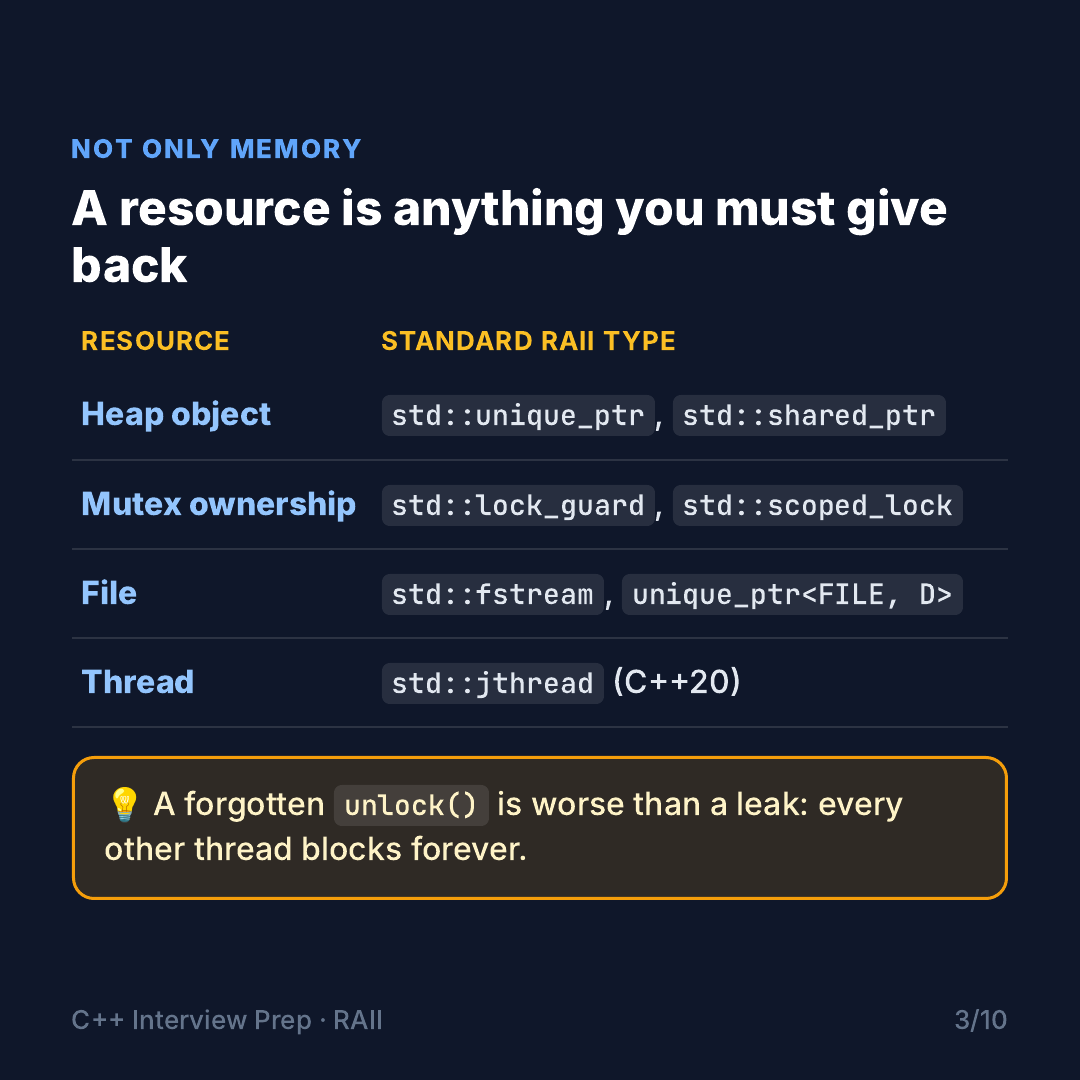 NOT ONLY MEMORY
A resource is anything you must give
back
RESOURCE STANDARD RAII TYPE
Heap object std::unique_ptr, std::shared_ptr
Mutex ownership std::lock_guard, std::scoped_lock
File std::fstream, unique_ptr<FILE, D>
Thread std::jthread (C++20)
💡 A forgotten unlock() is worse than a leak: every
other thread blocks forever.
C++ Interview Prep · RAII 3/10